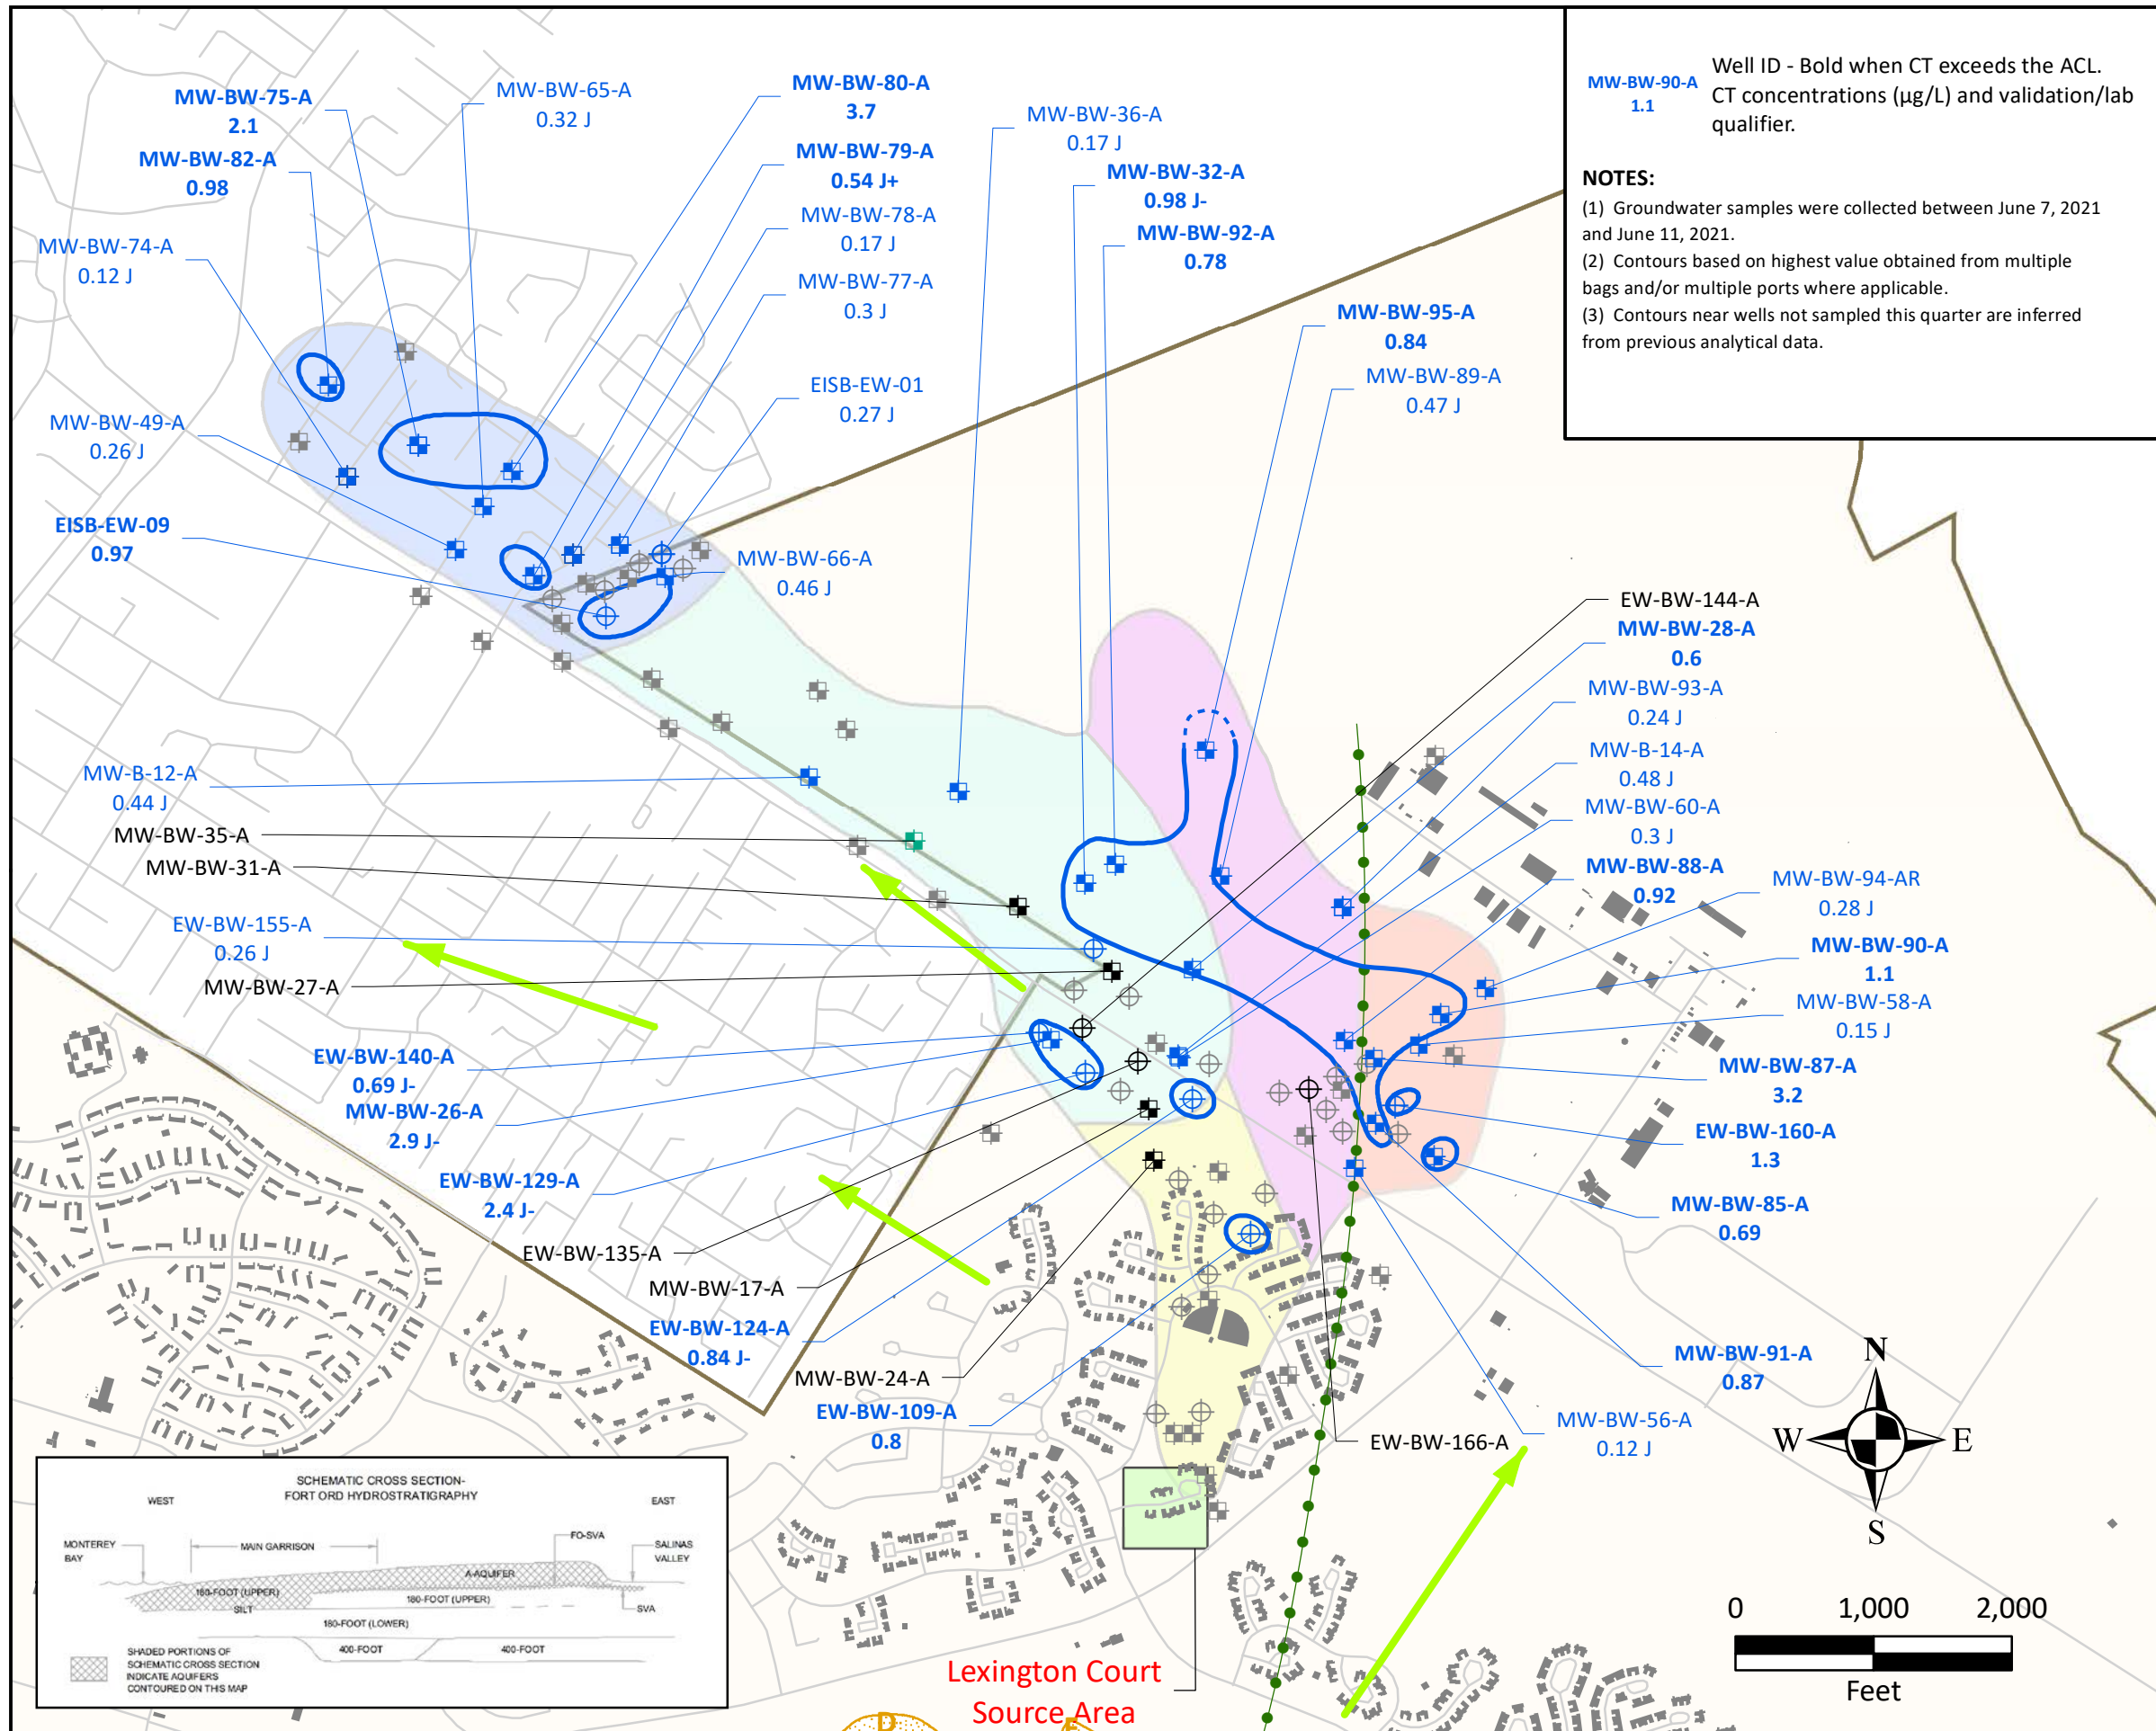 MW-BW-90-A
1.1
Well ID - Bold when CT exceeds the ACL.
CT concentrations (µg/L) and validation/lab
qualifier.
NOTES:
(1) Groundwater samples were collected between June 7, 2021
and June 11, 2021.
(2) Contours based on highest value obtained from multiple
bags and/or multiple ports where applicable.
(3) Contours near wells not sampled this quarter are inferred
from previous analytical data.
MW-BW-75-A
2.1
MW-BW-65-A
0.32 J
MW-BW-80-A
3.7
MW-BW-36-A
0.17 J
MW-BW-82-A
0.98
MW-BW-79-A
0.54 J+
MW-BW-32-A
0.98 J-
MW-BW-78-A
0.17 J
MW-BW-92-A
0.78
MW-BW-74-A
0.12 J
MW-BW-77-A
0.3 J
MW-BW-95-A
0.84
EISB-EW-01
0.27 J
MW-BW-89-A
0.47 J
MW-BW-49-A
0.26 J
EISB-EW-09
0.97
MW-BW-66-A
0.46 J
EW-BW-144-A
MW-BW-28-A
0.6
MW-BW-93-A
0.24 J
MW-B-14-A
0.48 J
MW-BW-60-A
0.3 J
MW-BW-88-A
0.92
MW-BW-94-AR
0.28 J
MW-BW-90-A
1.1
MW-BW-58-A
0.15 J
MW-BW-87-A
3.2
EW-BW-160-A
1.3
MW-BW-85-A
0.69
MW-BW-91-A
0.87
MW-BW-56-A
0.12 J
EW-BW-166-A
MW-B-12-A
0.44 J
MW-BW-35-A
MW-BW-31-A
EW-BW-155-A
0.26 J
MW-BW-27-A
EW-BW-140-A
0.69 J-
MW-BW-26-A
2.9 J-
EW-BW-129-A
2.4 J-
EW-BW-135-A
MW-BW-17-A
EW-BW-124-A
0.84 J-
MW-BW-24-A
EW-BW-109-A
0.8
N
W
E
S
0 1,000 2,000
Feet
Lexington Court
Source Area
D
E
SCHEMATIC CROSS SECTION-
FORT ORD HYDROSTRATIGRAPHY
WEST
EAST
MONTEREY
BAY
MAIN GARRISON
FO-SVA
SALINAS
VALLEY
A-AQUIFER
180-FOOT (UPPER)
180-FOOT (UPPER)
SILT
SVA
180-FOOT (LOWER)
400-FOOT
400-FOOT
SHADED PORTIONS OF
SCHEMATIC CROSS SECTION
INDICATE AQUIFERS
CONTOURED ON THIS MAP